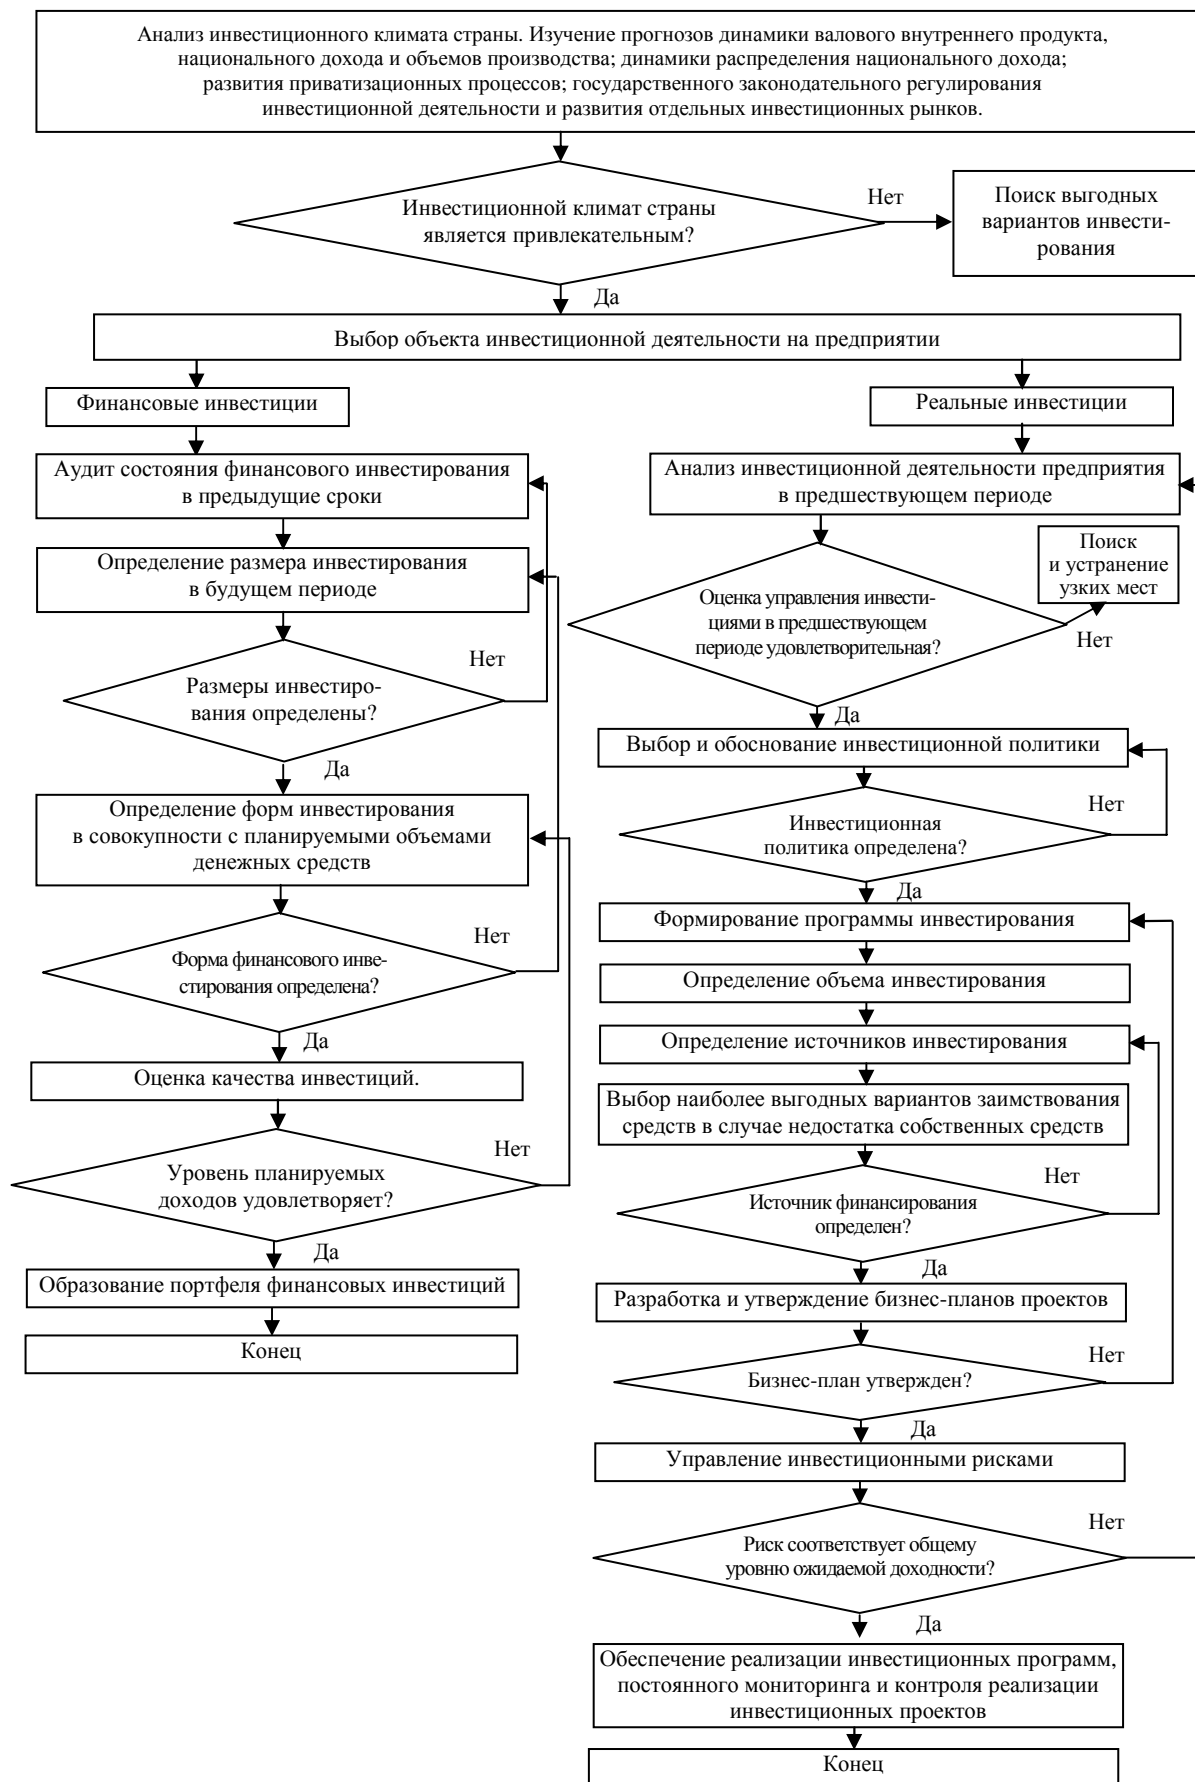 Анализ инвестиционного климата страны. Изучение прогнозов динамики валового внутреннего продукта,
национального дохода и объемов производства; динамики распределения национального дохода;
развития приватизационных процессов; государственного законодательного регулирования
инвестиционной деятельности и развития отдельных инвестиционных рынков.
Инвестиционной климат страны
является привлекательным?
Нет
Поиск выгодных
вариантов инвести-
рования
Да
Выбор объекта инвестиционной деятельности на предприятии
Финансовые инвестиции
Аудит состояния финансового инвестирования
в предыдущие сроки
Определение размера инвестирования
в будущем периоде
Нет
Размеры инвестиро-
вания определены?
Да
Определение форм инвестирования
в совокупности с планируемыми объемами
денежных средств
Нет
Форма финансового инве-
стирования определена?
Да
Оценка качества инвестиций.
Нет
Уровень планируемых
доходов удовлетворяет?
Да
Образование портфеля финансовых инвестиций
Конец
Реальные инвестиции
Анализ инвестиционной деятельности предприятия
в предшествующем периоде
Поиск
и устранение
узких мест
Оценка управления инвести-
циями в предшествующем
периоде удовлетворительная?
Нет
Да
Выбор и обоснование инвестиционной политики
Нет
Инвестиционная
политика определена?
Да
Формирование программы инвестирования
Определение объема инвестирования
Определение источников инвестирования
Выбор наиболее выгодных вариантов заимствования
средств в случае недостатка собственных средств
Нет
Источник финансирования
определен?
Да
Разработка и утверждение бизнес-планов проектов
Нет
Бизнес-план утвержден?
Да
Управление инвестиционными рисками
Нет
Риск соответствует общему
уровню ожидаемой доходности?
Да
Обеспечение реализации инвестиционных программ,
постоянного мониторинга и контроля реализации
инвестиционных проектов
Конец